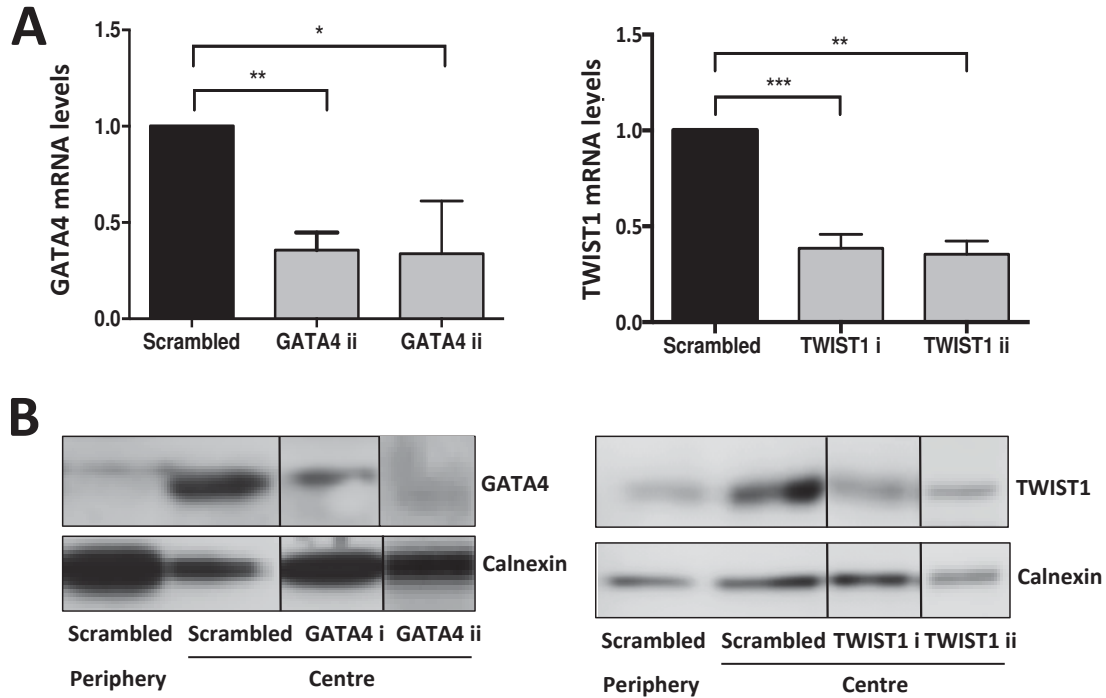 A
GATA4 mRNA levels
1.5
1.0
0.5
0.0
*
**
Scrambled GATA4 ii GATA4 ii
TWIST1 mRNA levels
1.5
1.0
0.5
0.0
**
***
Scrambled TWIST1 i TWIST1 ii
B
GATA4
Calnexin
Scrambled Scrambled GATA4 i GATA4 ii
Periphery Centre
TWIST1
Calnexin
Scrambled Scrambled TWIST1 i TWIST1 ii
Periphery Centre